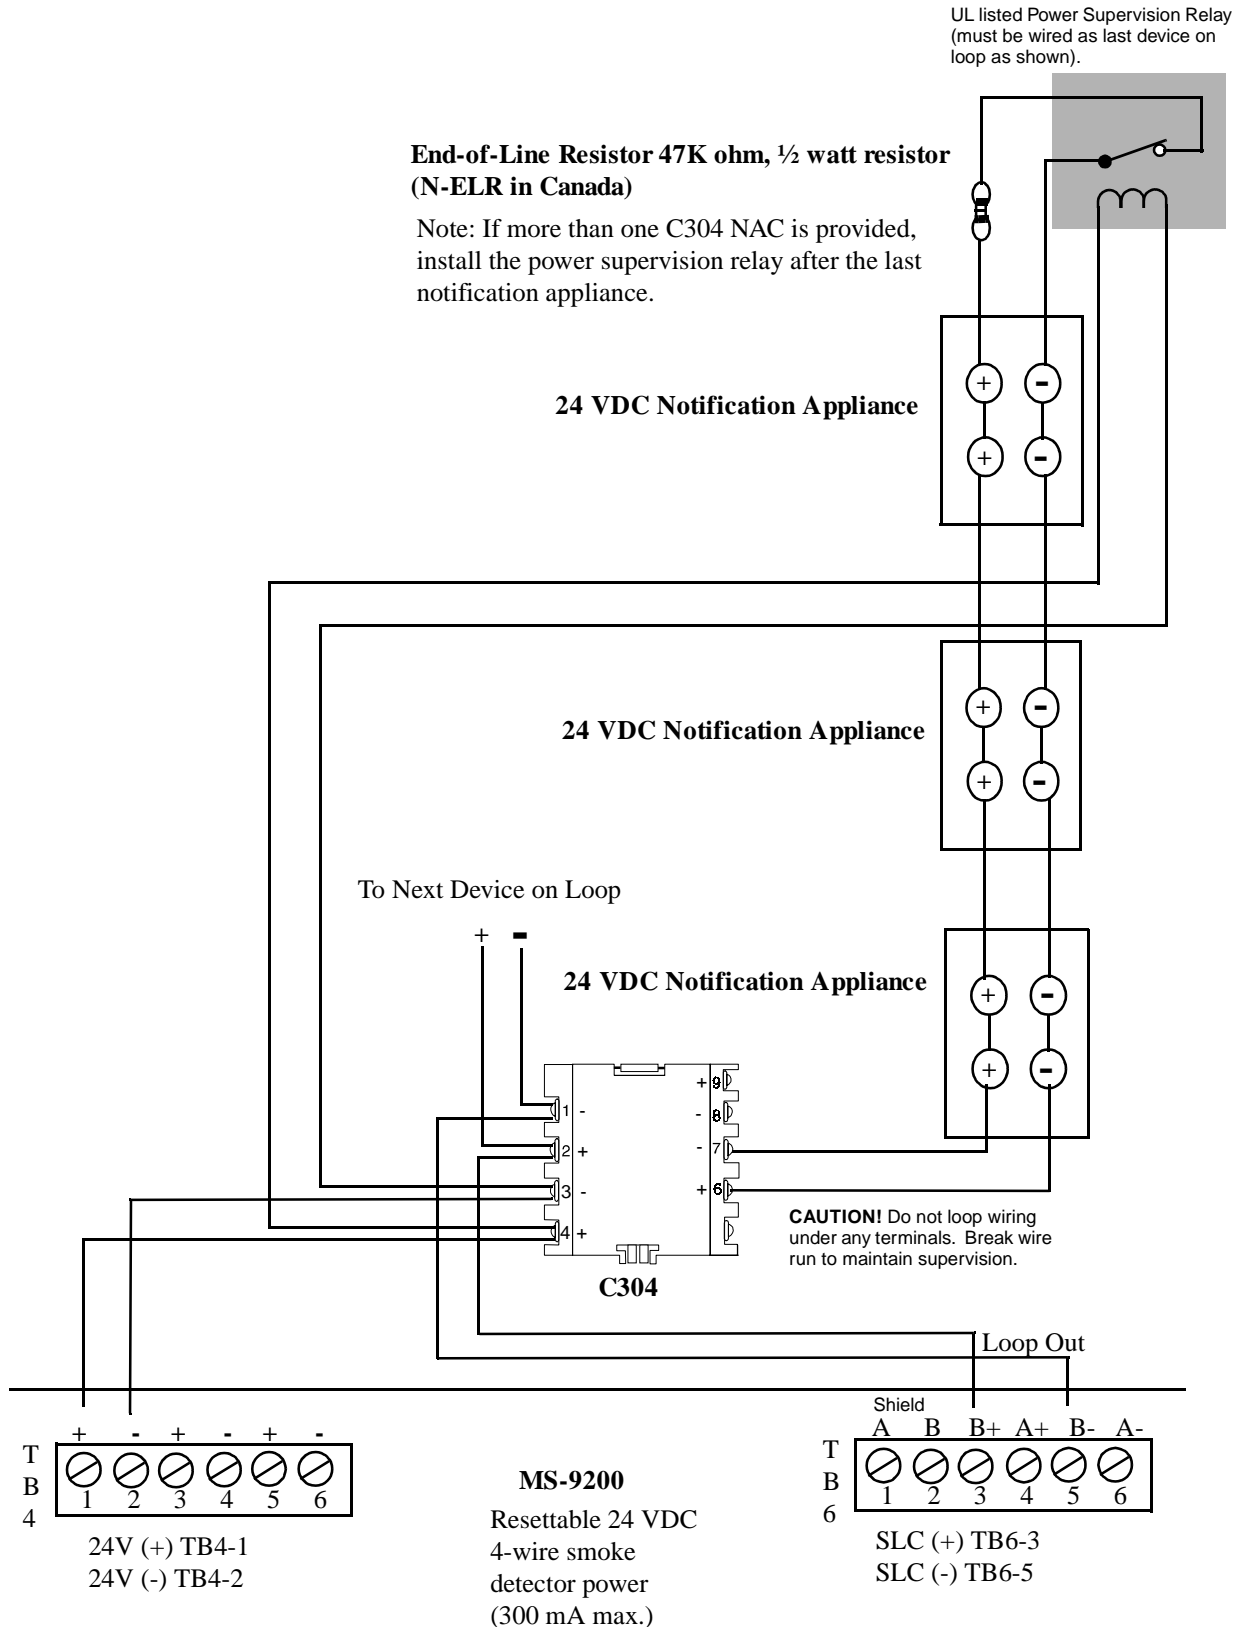 UL listed Power Supervision Relay
(must be wired as last device on
loop as shown).
End-of-Line Resistor 47K ohm, ½ watt resistor
(N-ELR in Canada)
Note: If more than one C304 NAC is provided,
install the power supervision relay after the last
notification appliance.
24 VDC Notification Appliance
+ -
+ -
24 VDC Notification Appliance
+ -
+ -
To Next Device on Loop
+ -
24 VDC Notification Appliance
+ -
+ -
+ 9
1 -
- 8
2 +
- 7
3 -
+ 6
4 +
C304
CAUTION! Do not loop wiring
under any terminals. Break wire
run to maintain supervision.
Loop Out
T
B
4
+ - + - + -
1 2 3 4 5 6
24V (+) TB4-1
24V (-) TB4-2
MS-9200
Resettable 24 VDC
4-wire smoke
detector power
(300 mA max.)
Shield
T
B
6
A B B+ A+ B- A-
1 2 3 4 5 6
SLC (+) TB6-3
SLC (-) TB6-5